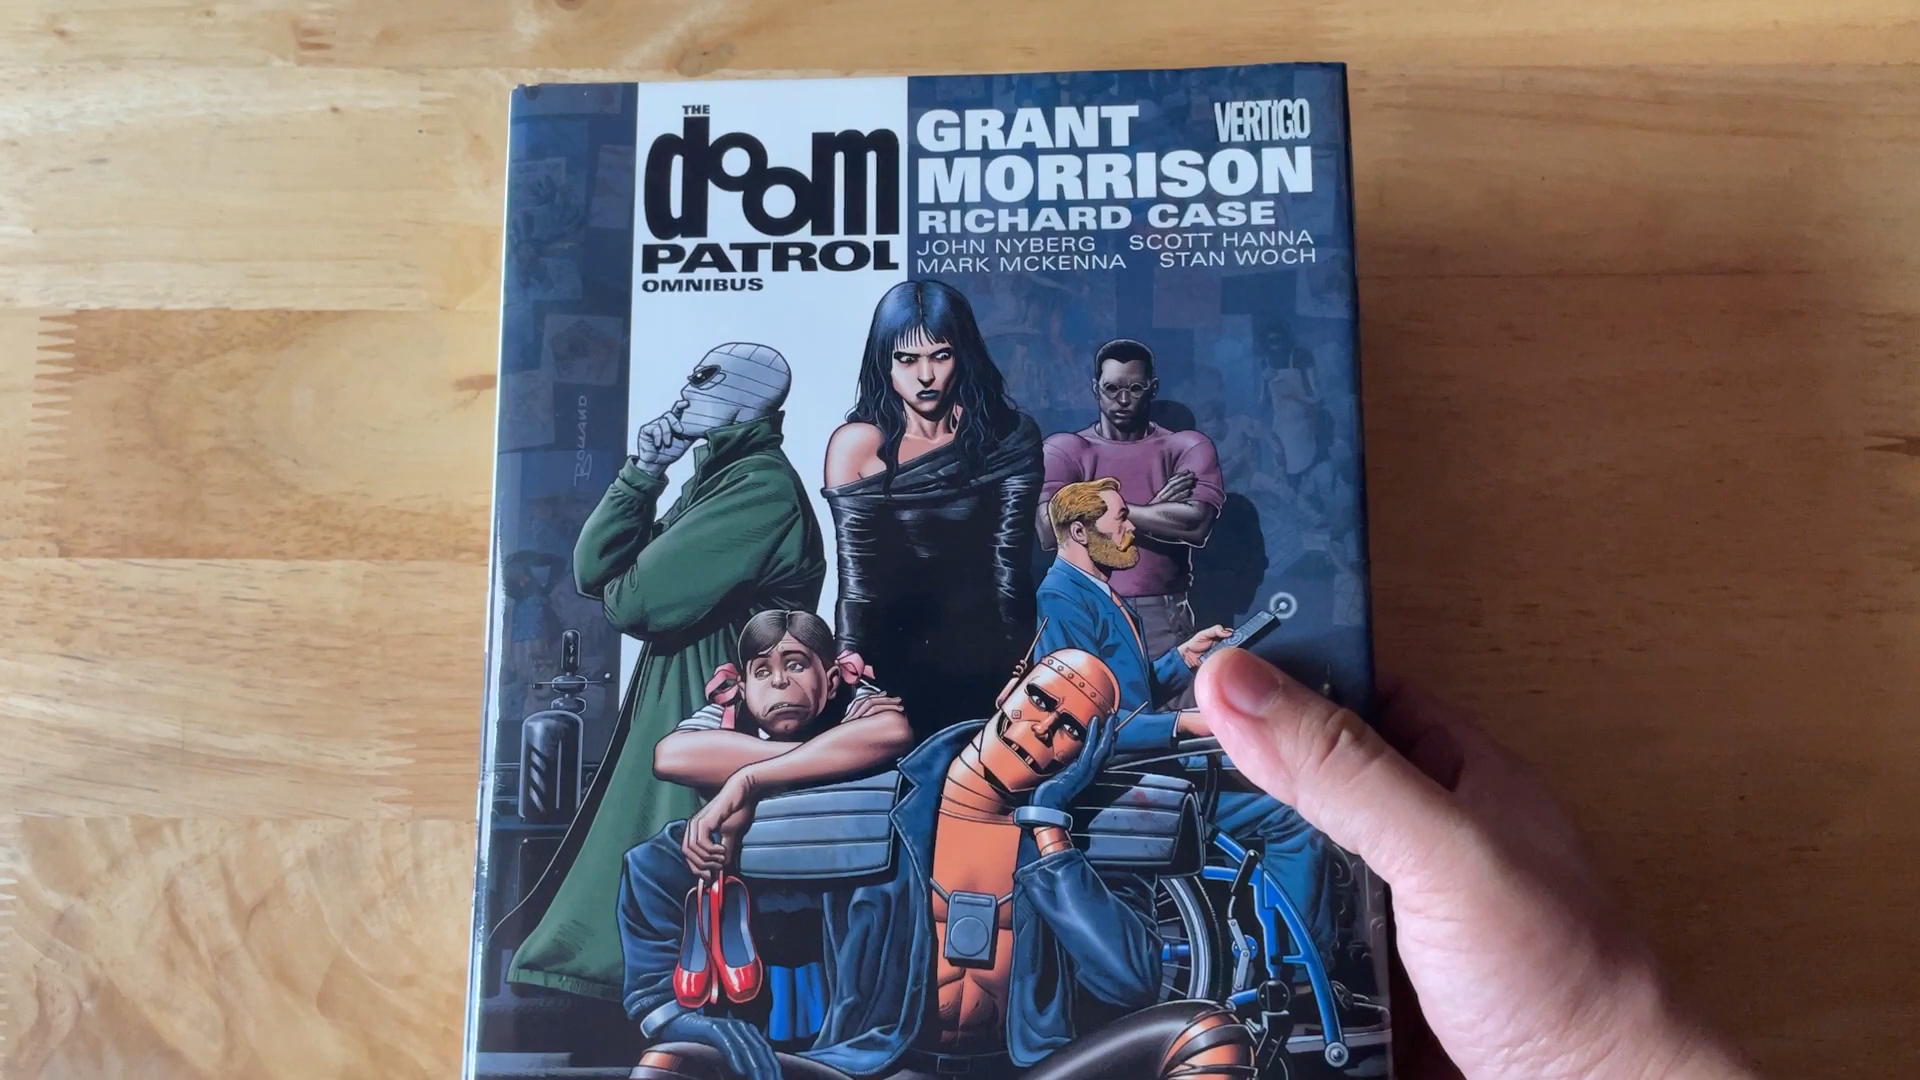 THE
doom
PATROL
OMNIBUS
GRANT
MORRISON
VERTIGO
RICHARD CASE
JOHN NYBERG SCOTT HANNA
MARK MCKENNA STAN WOCH
BOLLAND